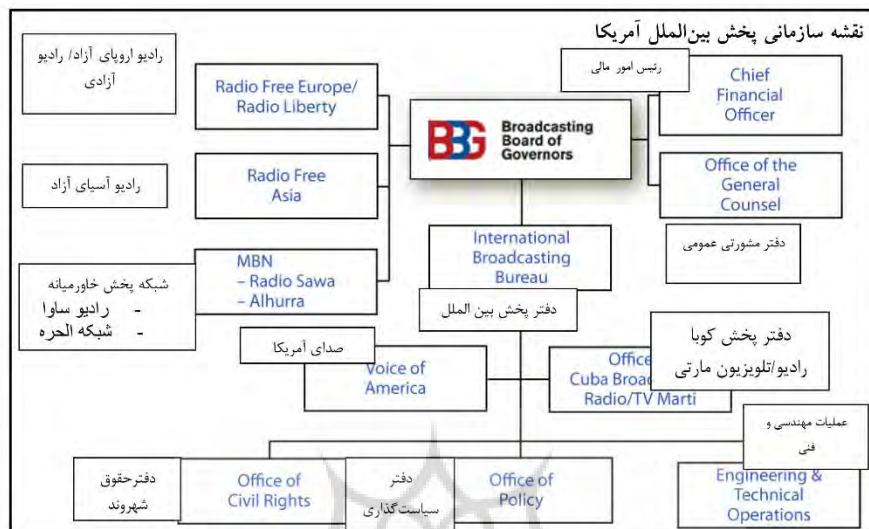 نقشه سازمانی پخش بین‌الملل آمریکا
رادیو اروپای آزاد/ رادیو
آزادی
Radio Free Europe/
Radio Liberty
رئیس امور مالی
Chief
Financial
Officer
BBG
Broadcasting
Board of
Governors
رادیو آسیای آزاد
Radio Free
Asia
Office of the
General
Counsel
دفتر مشورتی عمومی
شبکه پخش خاورمیانه
- رادیو ساوا
- شبکه الحره
MBN
– Radio Sawa
– Alhurra
International
Broadcasting
Bureau
دفتر پخش بین الملل
صدای آمریکا
Voice of
America
دفتر پخش کوبا
رادیو/تلویزیون مارتی
Office
Cuba Broad
Radio/TV Marti
عملیات مهندسی و
فنی
دفترحقوق
شهروند
Office of
Civil Rights
دفتر
سیاست‌گذاری
Office of
Policy
Engineering &
Technical
Operations